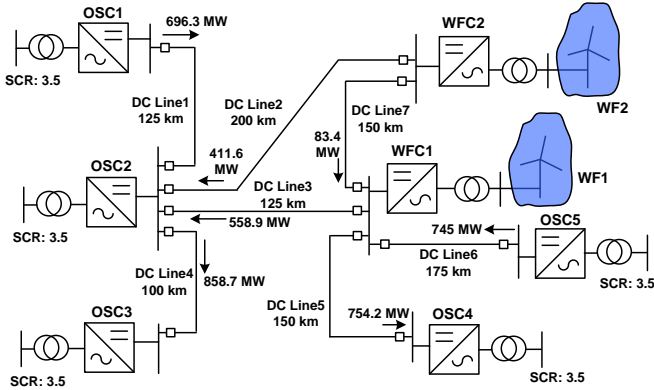 OSC1
696.3 MW
WFC2
SCR: 3.5
WF2
DC Line1
125 km
DC Line2
200 km
DC Line7
150 km
OSC2
411.6
MW
83.4
MW
WFC1
WF1
DC Line3
125 km
558.9 MW
SCR: 3.5
745 MW
OSC5
DC Line6
175 km
SCR: 3.5
DC Line4
100 km
858.7 MW
OSC3
DC Line5
150 km
754.2 MW
OSC4
SCR: 3.5
SCR: 3.5